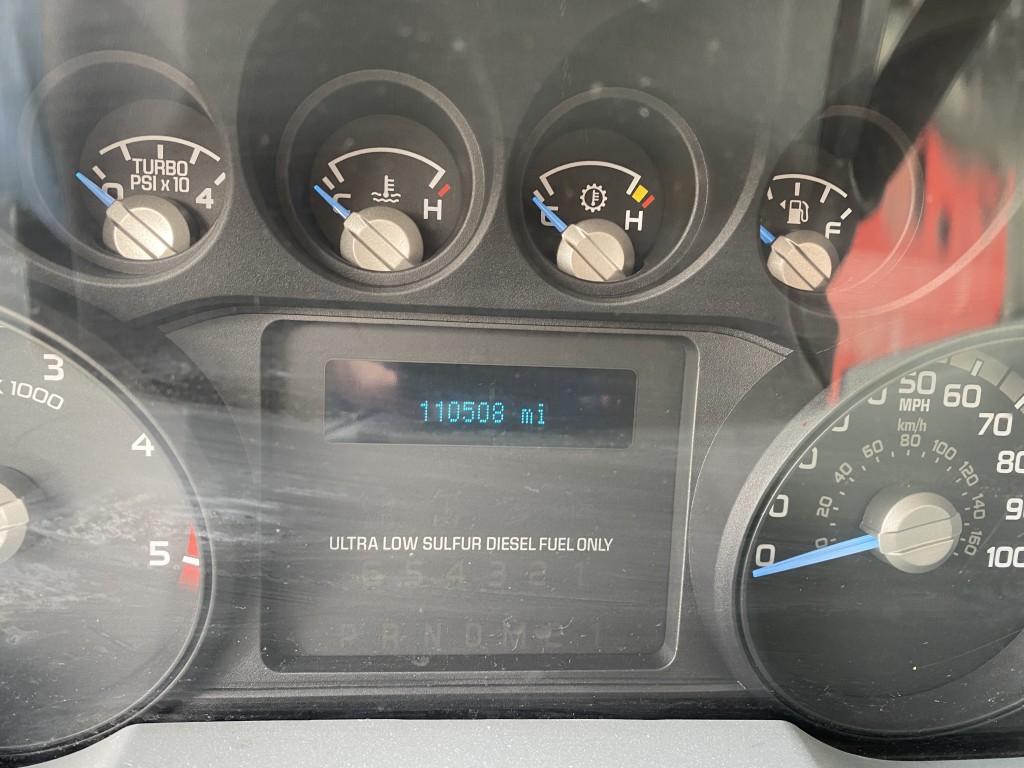 TURBO
PSI x 10
0 4
C H
C H
F
110508 mi
ULTRA LOW SULFUR DIESEL FUEL ONLY
6 5 4 3 2 1
P R N D M 2 1
3
X 1000
4
5
0 50 60 70 80 100
MPH
km/h
20 40 60 80 100 120 140 160